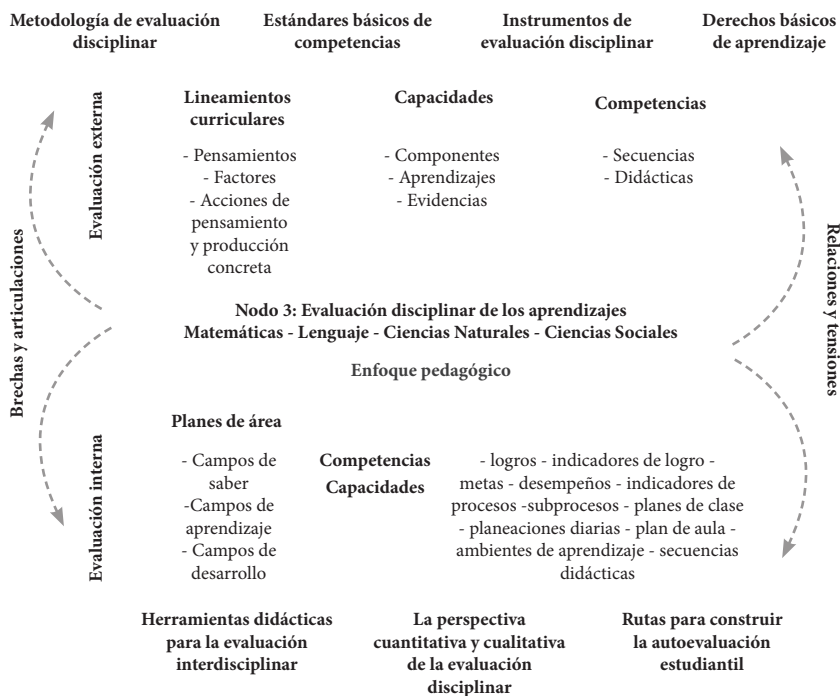 Metodología de evaluación
disciplinar
Estándares básicos de
competencias
Instrumentos de
evaluación disciplinar
Derechos básicos
de aprendizaje
Brechas y articulaciones
Evaluación externa
Lineamientos
curriculares
- Pensamientos
- Factores
- Acciones de
pensamiento
y producción
concreta
Capacidades
- Componentes
- Aprendizajes
- Evidencias
Competencias
- Secuencias
- Didácticas
Relaciones y tensiones
Nodo 3: Evaluación disciplinar de los aprendizajes
Matemáticas - Lenguaje - Ciencias Naturales - Ciencias Sociales
Enfoque pedagógico
Evaluación interna
Planes de área
- Campos de
saber
-Campos de
aprendizaje
- Campos de
desarrollo
Competencias
Capacidades
- logros - indicadores de logro -
metas - desempeños - indicadores de
procesos -subprocesos - planes de clase
- planeaciones diarias - plan de aula -
ambientes de aprendizaje - secuencias
didácticas
Herramientas didácticas
para la evaluación
interdisciplinar
La perspectiva
cuantitativa y cualitativa
de la evaluación
disciplinar
Rutas para construir
la autoevaluación
estudiantil